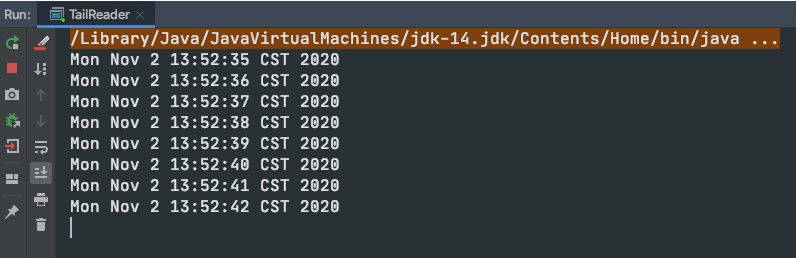 Run: TailReader
/Library/Java/JavaVirtualMachines/jdk-14.jdk/Contents/Home/bin/java ...
Mon Nov 2 13:52:35 CST 2020
Mon Nov 2 13:52:36 CST 2020
Mon Nov 2 13:52:37 CST 2020
Mon Nov 2 13:52:38 CST 2020
Mon Nov 2 13:52:39 CST 2020
Mon Nov 2 13:52:40 CST 2020
Mon Nov 2 13:52:41 CST 2020
Mon Nov 2 13:52:42 CST 2020